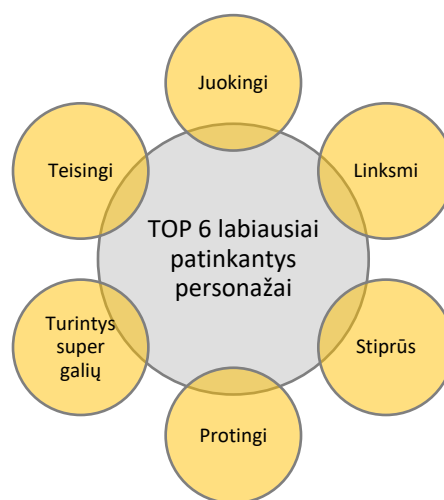 Juokingi
Linksmi
Stiprūs
Protingi
Turintys
super
galių
Teisingi
TOP 6 labiausiai
patinkantys
personažai